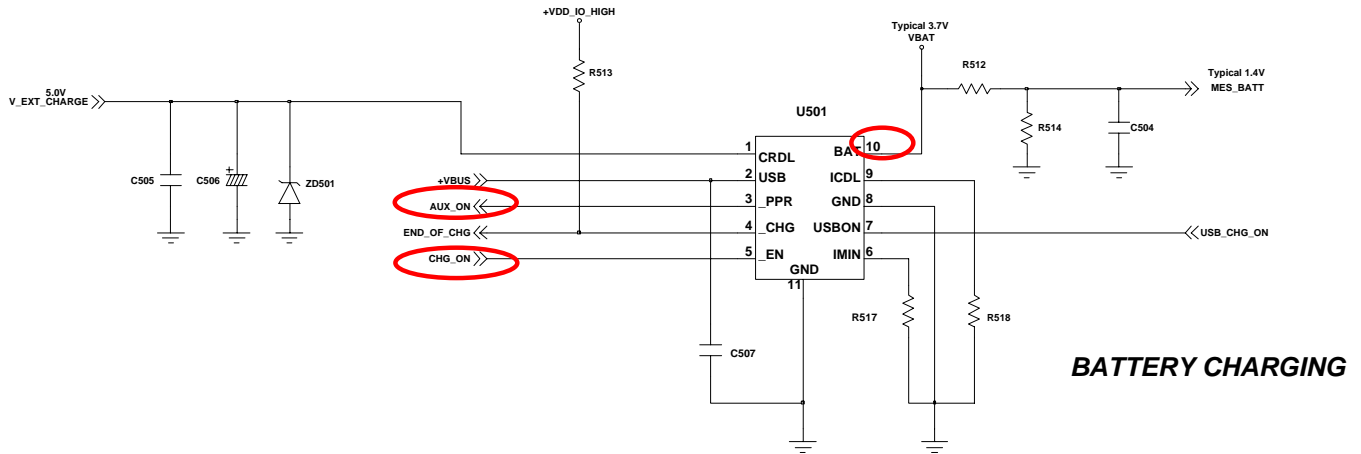 +VDD_IO_HIGH
Typical 3.7V
VBAT
R513
R512
Typical 1.4V
MES_BATT
5.0V
V_EXT_CHARGE
U501
R514
C504
1
CRDL
BAT
10
C505
C506
+
ZD501
+VBUS
2
USB
ICDL
9
AUX_ON
3
_PPR
GND
8
END_OF_CHG
4
_CHG
USBON
7
USB_CHG_ON
CHG_ON
5
_EN
IMIN
6
GND
11
R517
R518
C507
BATTERY CHARGING